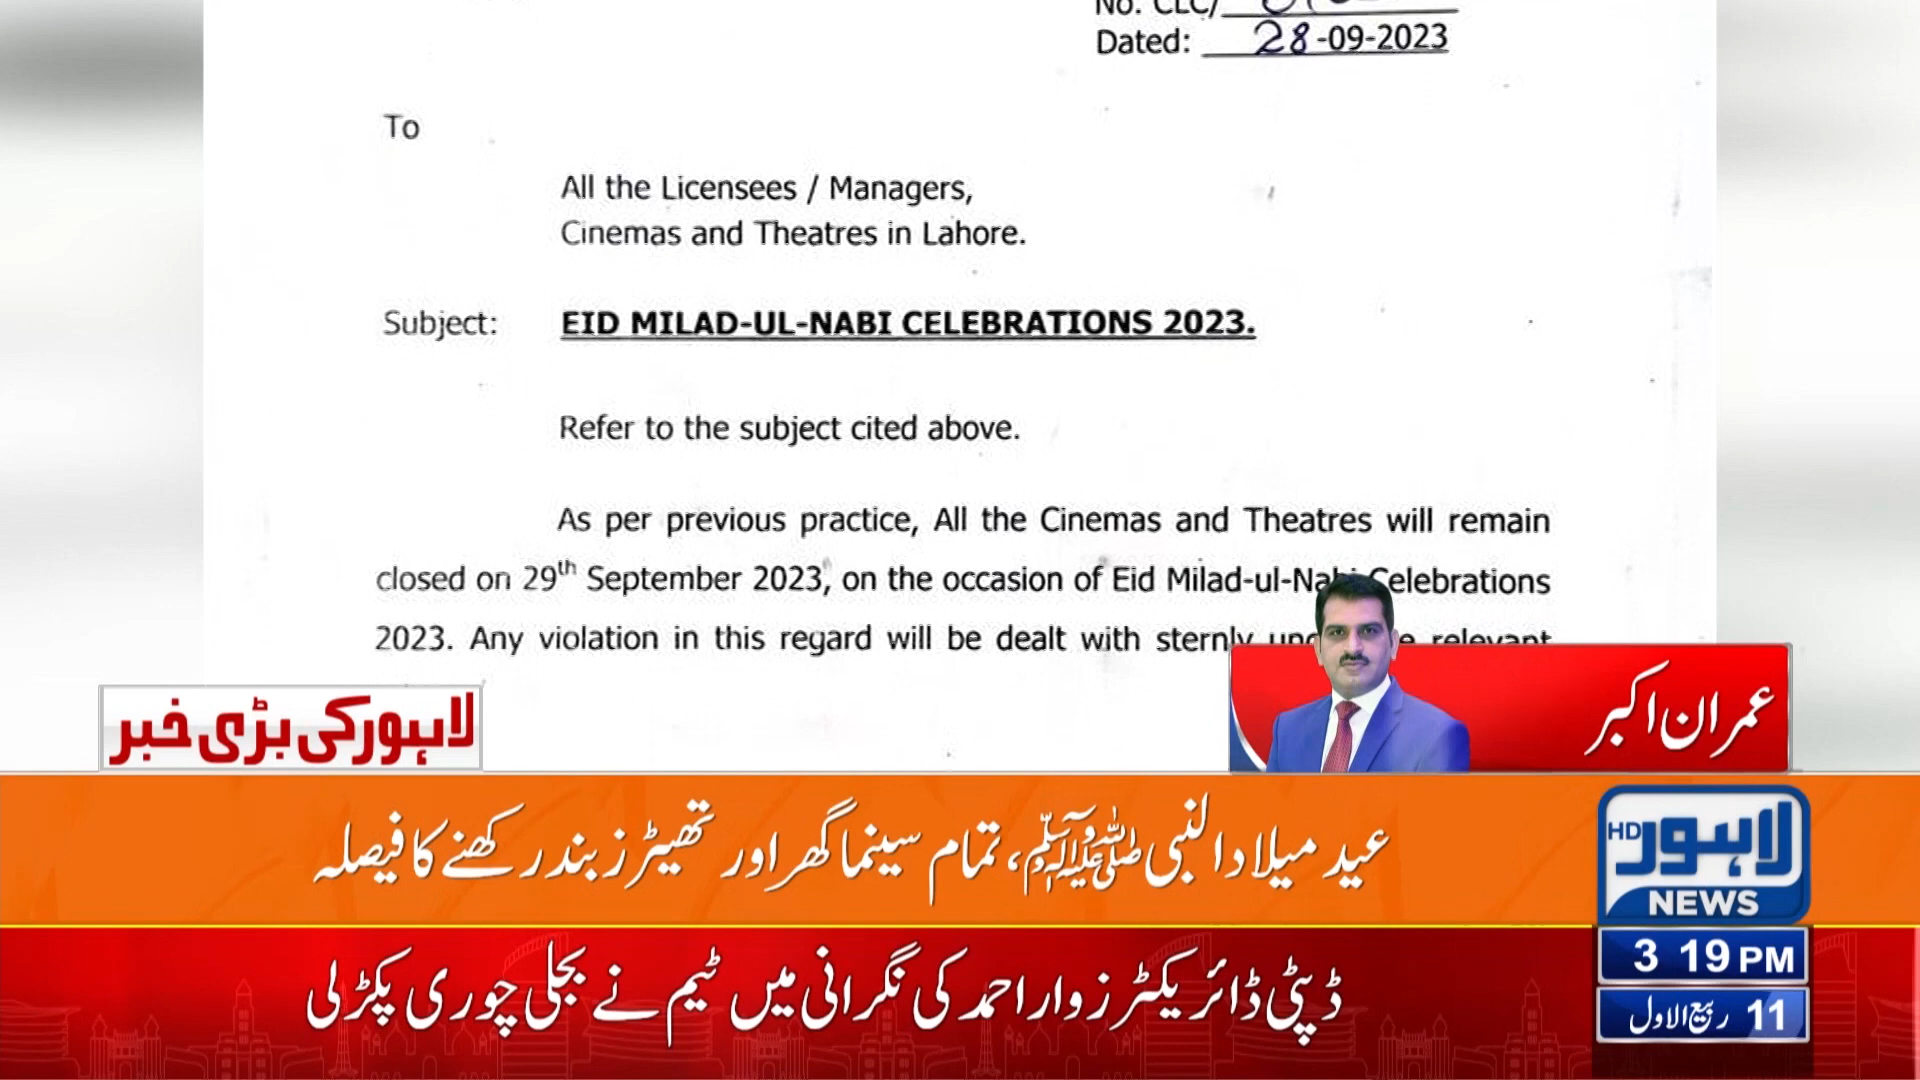 No. CLC/
Dated: 28-09-2023
To
All the Licensees / Managers,
Cinemas and Theatres in Lahore.
Subject: EID MILAD-UL-NABI CELEBRATIONS 2023.
Refer to the subject cited above.
As per previous practice, All the Cinemas and Theatres will remain
closed on 29th September 2023, on the occasion of Eid Milad-ul-Nabi Celebrations
2023. Any violation in this regard will be dealt with sternly relevant
لاہور کی بڑی خبر
عمران اکبر
عید میلاد النبی ﷺ، تمام سینما گھر اور تھیٹرز بند رکھنے کا فیصلہ
لاہور HD
NEWS
ڈپٹی ڈائریکٹر زوار احمد کی نگرانی میں ٹیم نے بجلی چوری پکڑ لی
3 19 PM
11 ربیع الاول